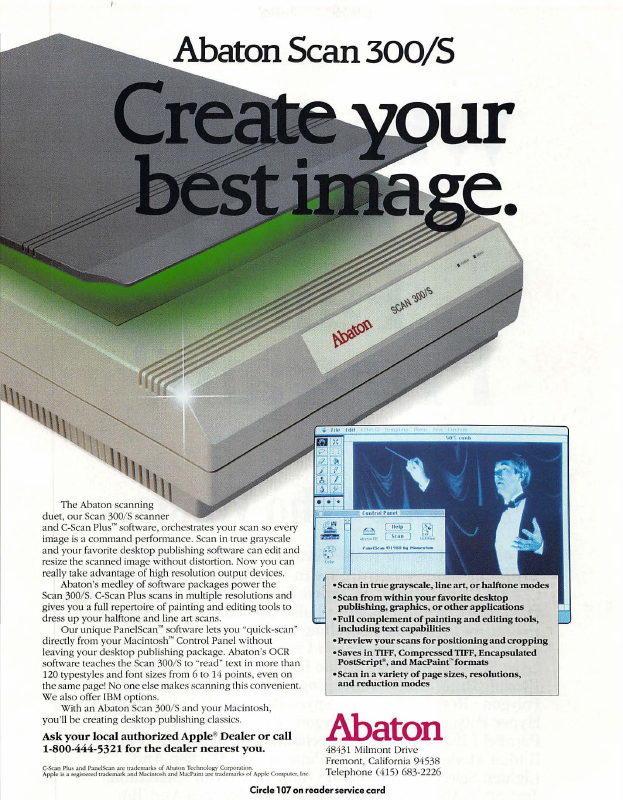 Abaton Scan 300/S
Create your
best image.
Abaton SCAN 300/S
File Edit
50% comb
Control Panel
Help
Scan
The Abaton scanning
duet, our Scan 300/S scanner
and C-Scan Plus™ software, orchestrates your scan so every
image is a command performance. Scan in true grayscale
and your favorite desktop publishing software can edit and
resize the scanned image without distortion. Now you can
really take advantage of high resolution output devices.
Abaton's medley of software packages power the
Scan 300/S. C-Scan Plus scans in multiple resolutions and
gives you a full repertoire of painting and editing tools to
dress up your halftone and line art scans.
Our unique PanelScan™ software lets you "quick-scan"
directly from your Macintosh™ Control Panel without
leaving your desktop publishing package. Abaton's OCR
software teaches the Scan 300/S to "read" text in more than
120 typestyles and font sizes from 6 to 14 points, even on
the same page! No one else makes scanning this convenient.
We also offer IBM options.
With an Abaton Scan 300/S and your Macintosh,
you'll be creating desktop publishing classics.
Ask your local authorized Apple® Dealer or call
1-800-444-5321 for the dealer nearest you.
C-Scan Plus and PanelScan are trademarks of Abaton Technology Corporation.
Apple is a registered trademark and Macintosh and MacPaint are trademarks of Apple Computer, Inc.
•Scan in true grayscale, line art, or halftone modes
•Scan from within your favorite desktop
publishing, graphics, or other applications
•Full complement of painting and editing tools,
including text capabilities
•Preview your scans for positioning and cropping
•Saves in TIFF, Compressed TIFF, Encapsulated
PostScript®, and MacPaint™ formats
•Scan in a variety of page sizes, resolutions,
and reduction modes
Abaton
48431 Milmont Drive
Fremont, California 94538
Telephone (415) 683-2226
Circle 107 on reader service card